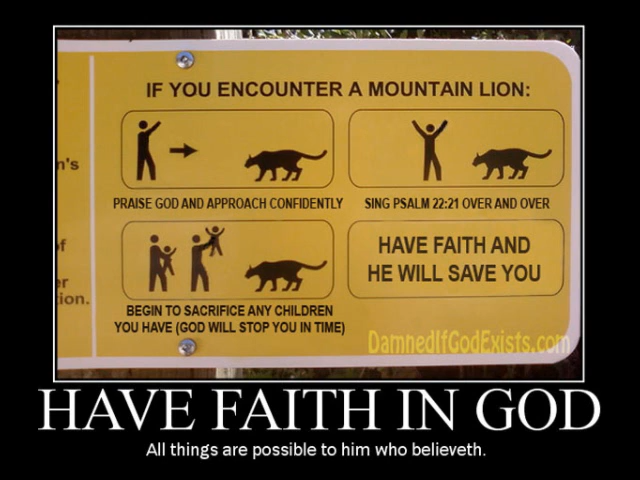 n's
of
er
ion.
IF YOU ENCOUNTER A MOUNTAIN LION:
PRAISE GOD AND APPROACH CONFIDENTLY
SING PSALM 22:21 OVER AND OVER
BEGIN TO SACRIFICE ANY CHILDREN
YOU HAVE (GOD WILL STOP YOU IN TIME)
HAVE FAITH AND
HE WILL SAVE YOU
DamnedIfGodExists.com
HAVE FAITH IN GOD
All things are possible to him who believeth.